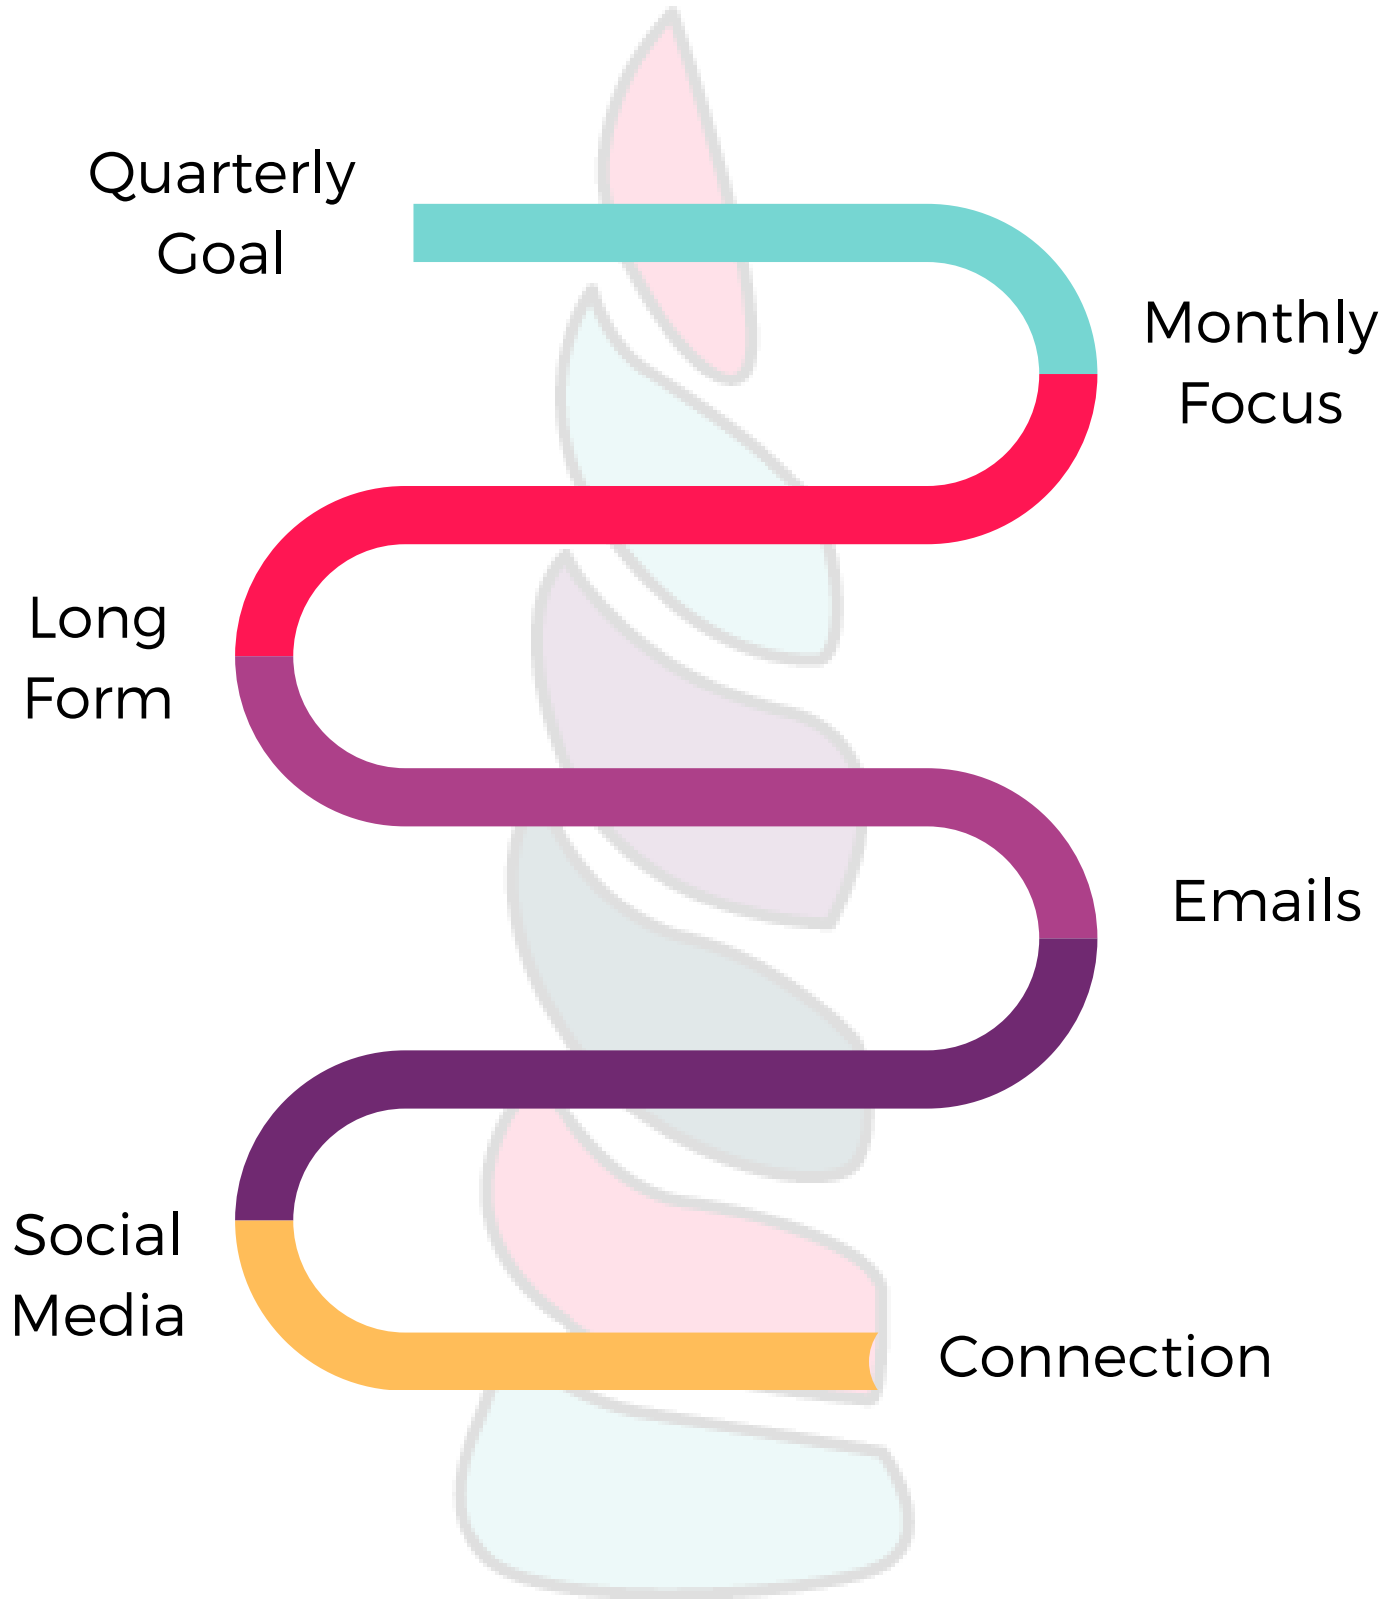 Quarterly
Goal
Monthly
Focus
Long
Form
Emails
Social
Media
Connection